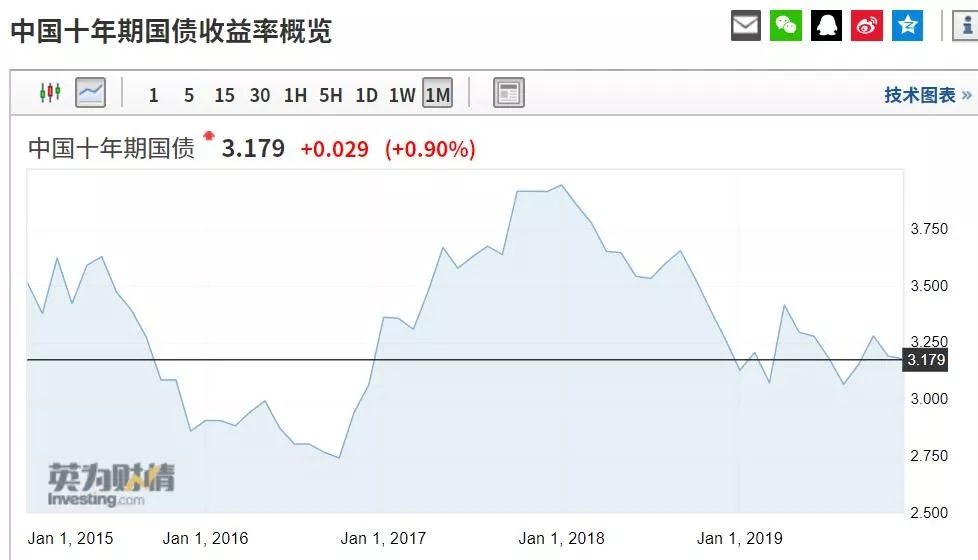 中国十年期国债收益率概览
1 5 15 30 1H 5H 1D 1W 1M
技术图表 »
中国十年期国债 3.179 +0.029 (+0.90%)
3.750
3.500
3.250
3.179
3.000
2.750
2.500
英为财情
Investing.com
Jan 1, 2015 Jan 1, 2016 Jan 1, 2017 Jan 1, 2018 Jan 1, 2019